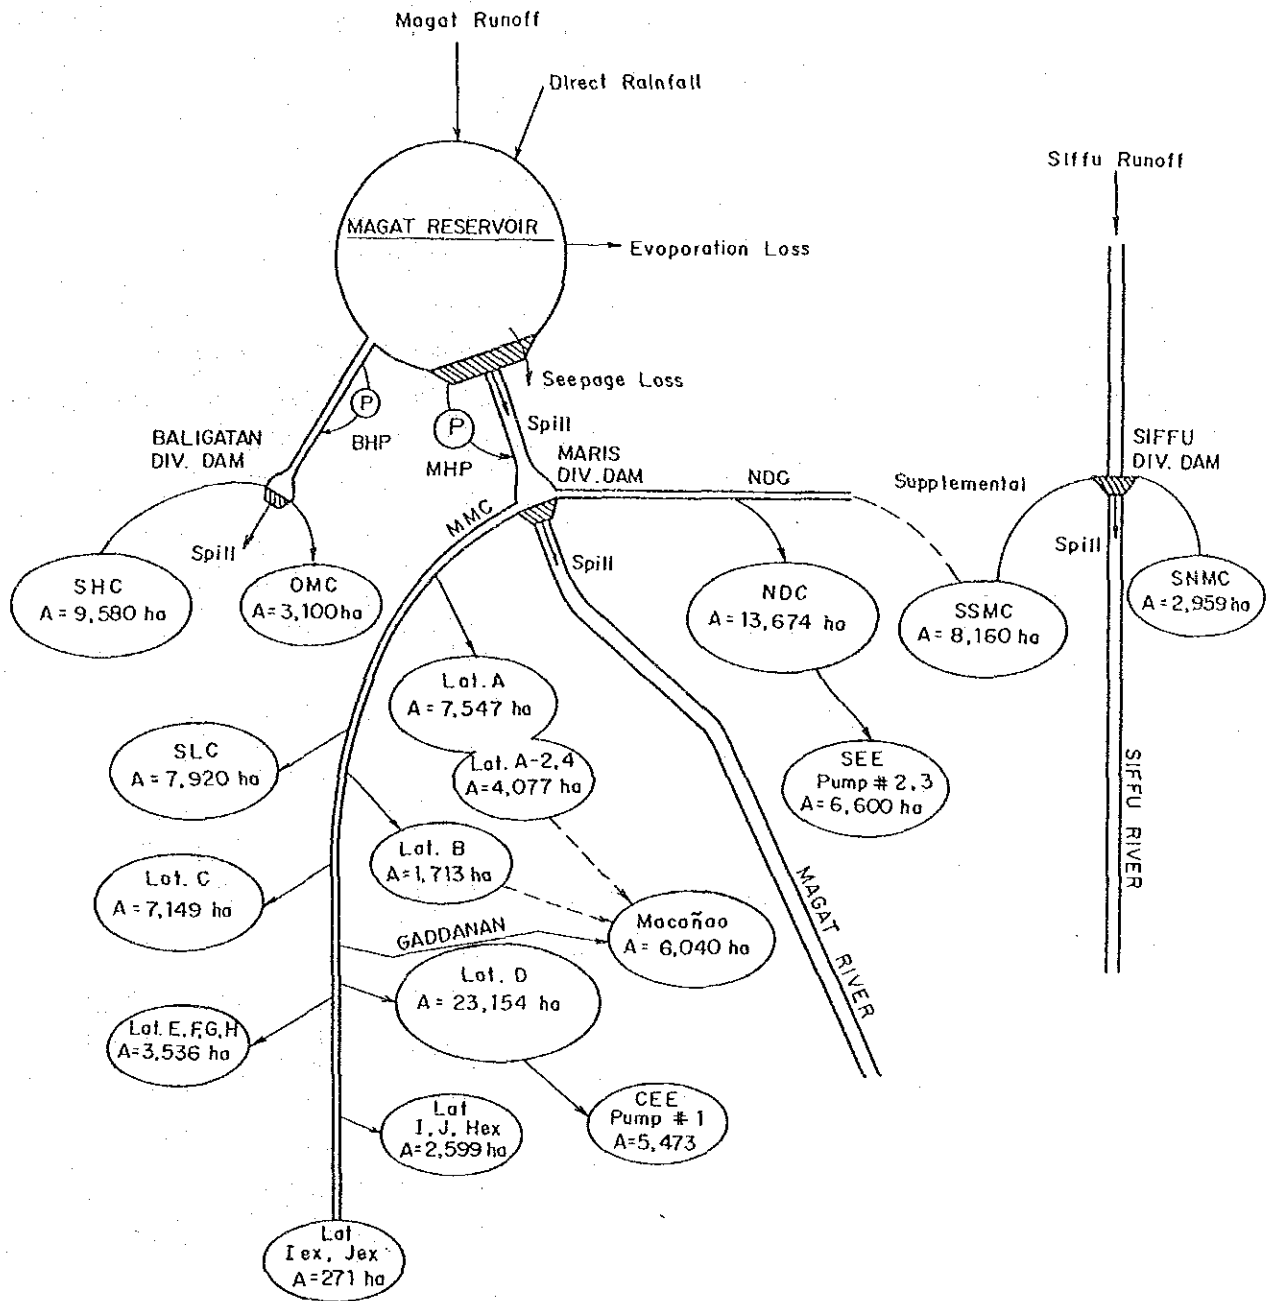 Magat Runoff
Direct Rainfall
Siffu Runoff
MAGAT RESERVOIR
Evoporation Loss
Seepage Loss
P
BHP
P
MHP
Spill
BALIGATAN
DIV. DAM
MARIS
DIV. DAM
NDC
Supplemental
SIFFU
DIV. DAM
MMC
Spill
Spill
Spill
SHC
A = 9,580 ha
OMC
A = 3,100 ha
NDC
A = 13,674 ha
SSMC
A = 8,160 ha
SNMC
A = 2,959 ha
Lat. A
A = 7,547 ha
SLC
A = 7,920 ha
Lat. A-2,4
A = 4,077 ha
SEE
Pump # 2,3
A = 6,600 ha
SIFFU RIVER
Lat. B
A = 1,713 ha
Lat. C
A = 7,149 ha
MAGAT RIVER
GADDANAN
Macañao
A = 6,040 ha
Lat. D
A = 23,154 ha
Lat. E, F, G, H
A = 3,536 ha
CEE
Pump # 1
A = 5,473
Lat
I, J, Hex
A = 2,599 ha
Lat
I ex, Jex
A = 271 ha